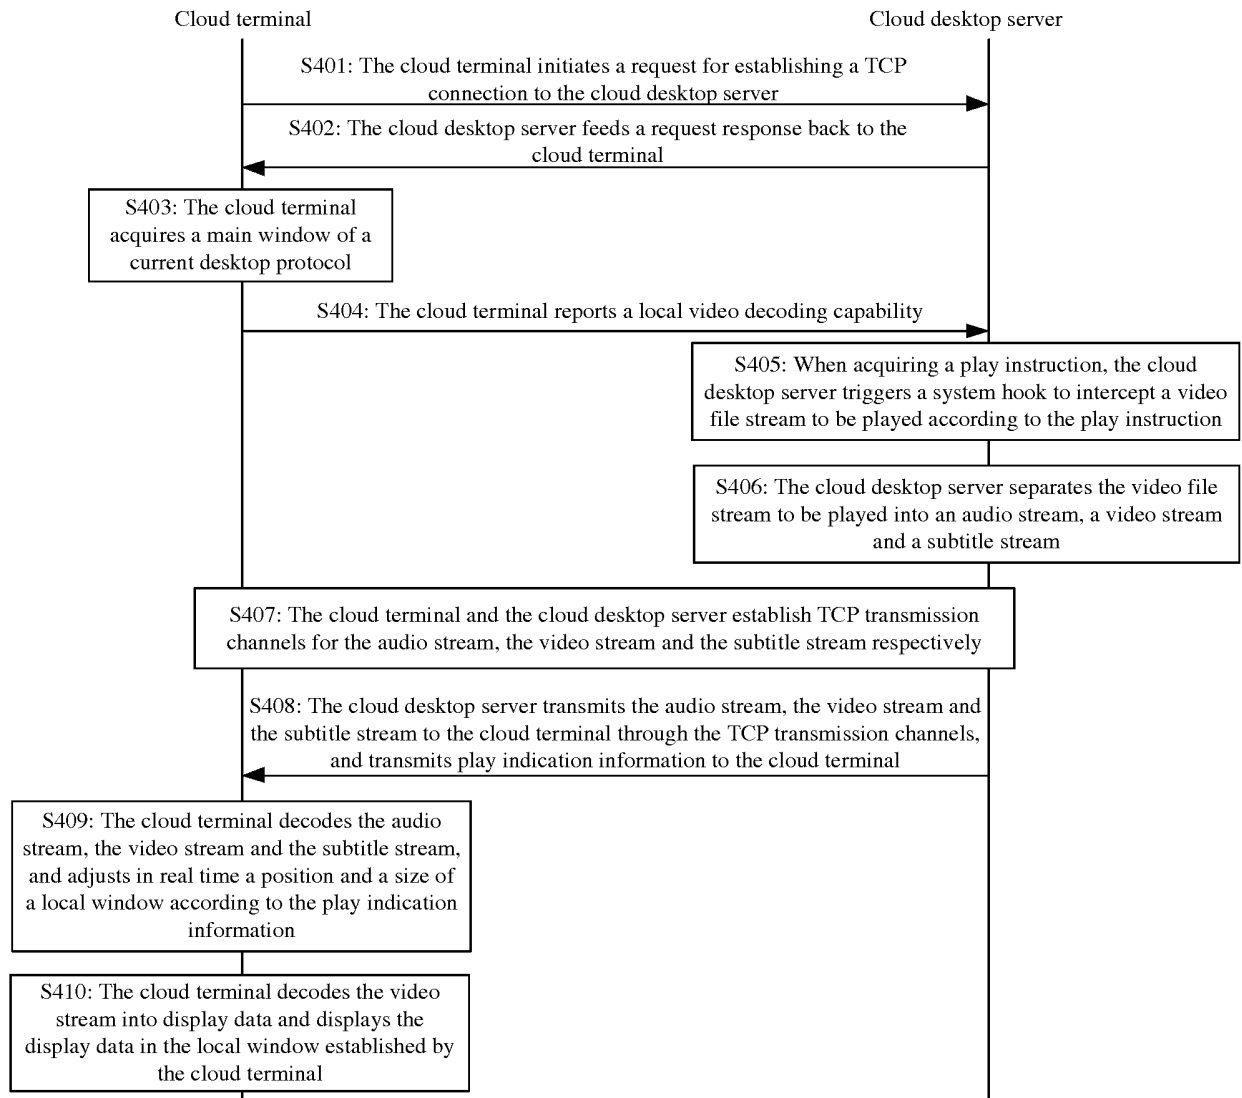 Cloud terminal
Cloud desktop server
S401: The cloud terminal initiates a request for establishing a TCP
connection to the cloud desktop server
S402: The cloud desktop server feeds a request response back to the
cloud terminal
S403: The cloud terminal
acquires a main window of a
current desktop protocol
S404: The cloud terminal reports a local video decoding capability
S405: When acquiring a play instruction, the cloud
desktop server triggers a system hook to intercept a video
file stream to be played according to the play instruction
S406: The cloud desktop server separates the video file
stream to be played into an audio stream, a video stream
and a subtitle stream
S407: The cloud terminal and the cloud desktop server establish TCP transmission
channels for the audio stream, the video stream and the subtitle stream respectively
S408: The cloud desktop server transmits the audio stream, the video stream and
the subtitle stream to the cloud terminal through the TCP transmission channels,
and transmits play indication information to the cloud terminal
S409: The cloud terminal decodes the audio
stream, the video stream and the subtitle stream,
and adjusts in real time a position and a size of
a local window according to the play indication
information
S410: The cloud terminal decodes the video
stream into display data and displays the
display data in the local window established by
the cloud terminal